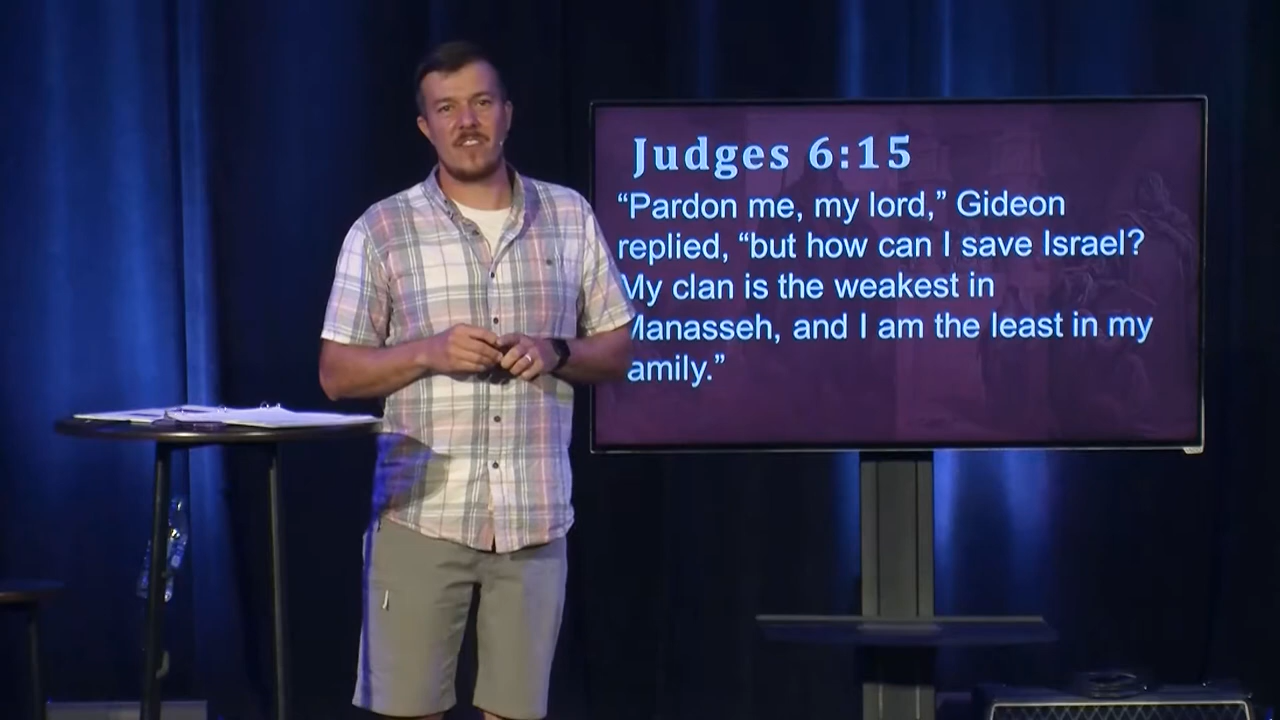 Judges 6:15
“Pardon me, my lord,” Gideon
replied, “but how can I save Israel?
My clan is the weakest in
Manasseh, and I am the least in my
amily.”